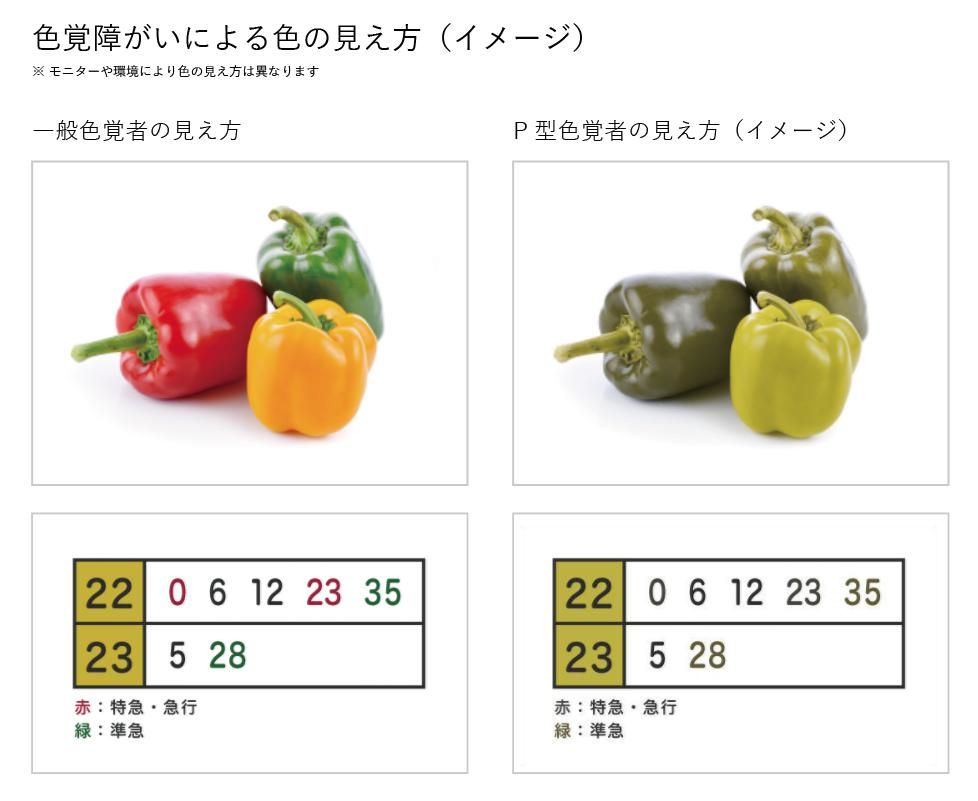 色覚障がいによる色の見え方（イメージ）
※ モニターや環境により色の見え方は異なります
一般色覚者の見え方
P 型色覚者の見え方（イメージ）
22 0 6 12 23 35
23 5 28
赤：特急・急行
緑：準急
22 0 6 12 23 35
23 5 28
赤：特急・急行
緑：準急